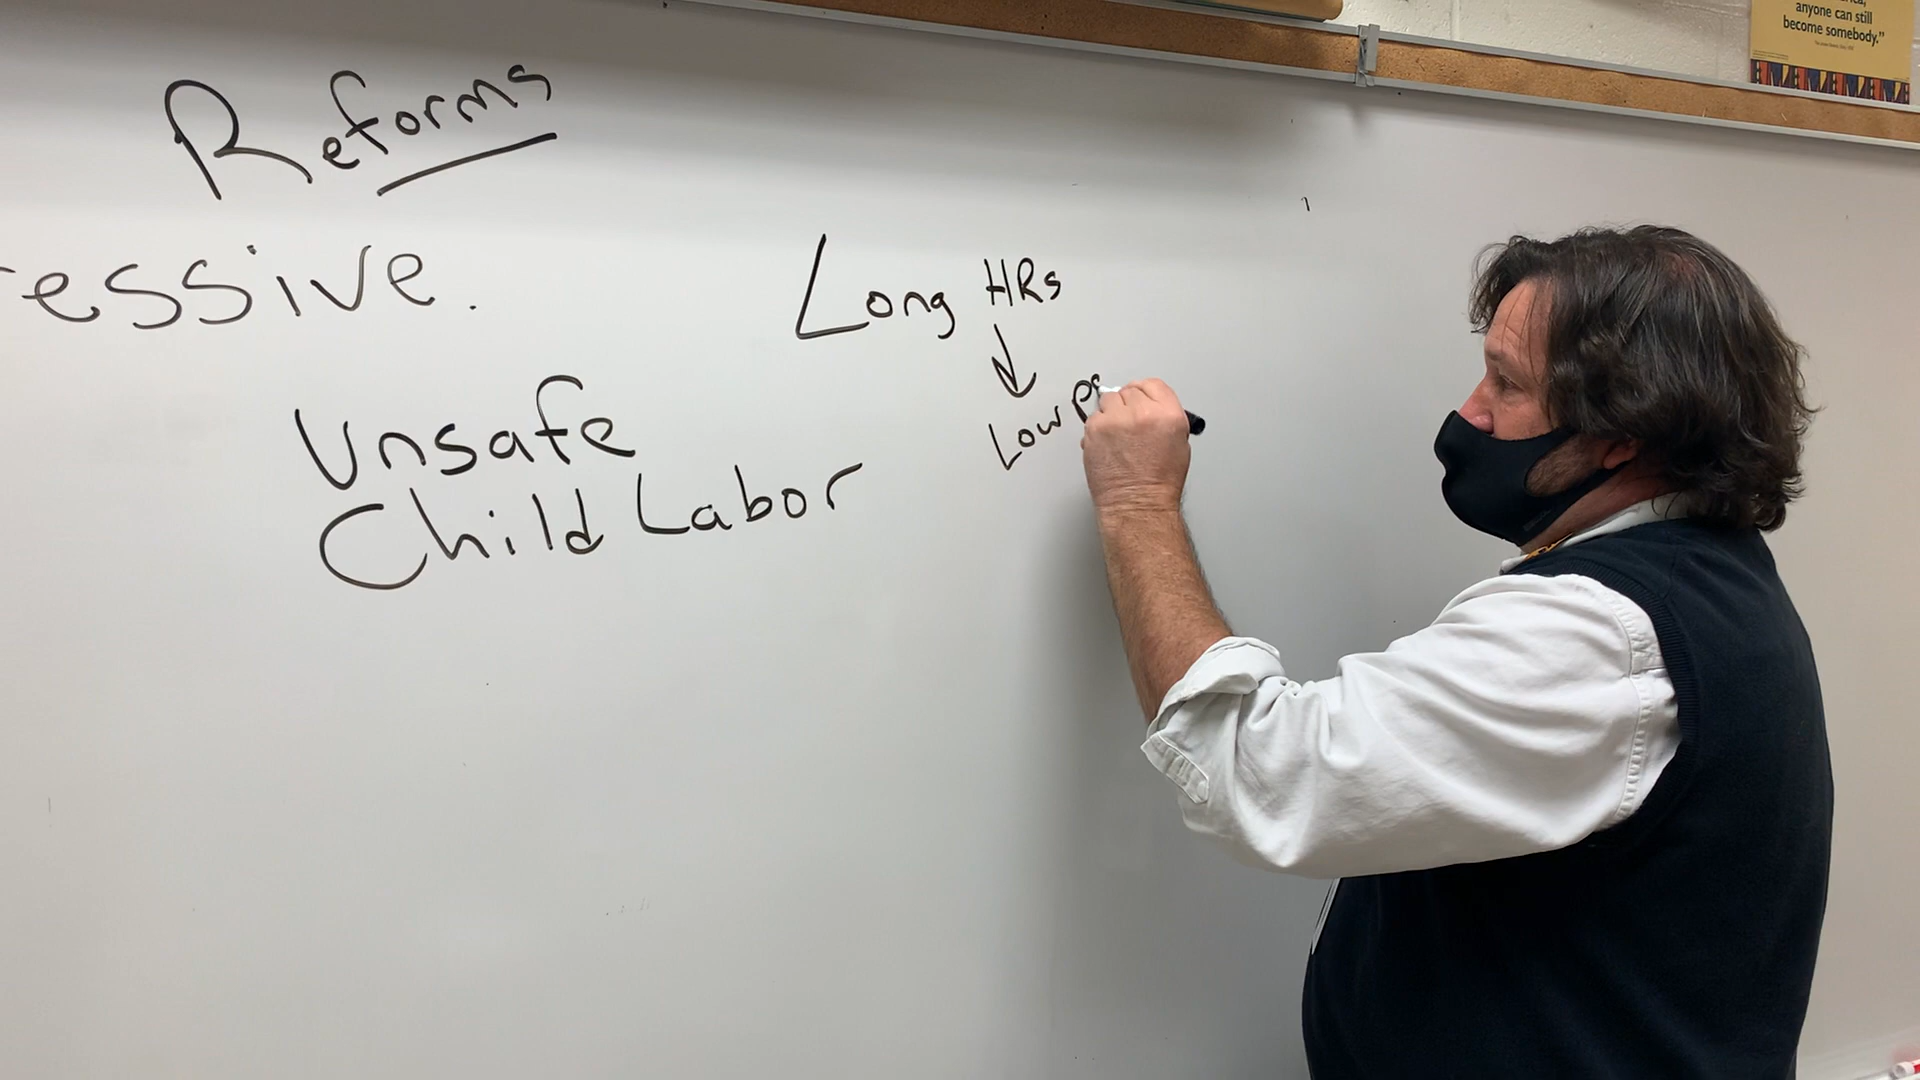 Reforms
essive.
Long HRs
Low
Unsafe
Child Labor
anyone can still
become somebody."